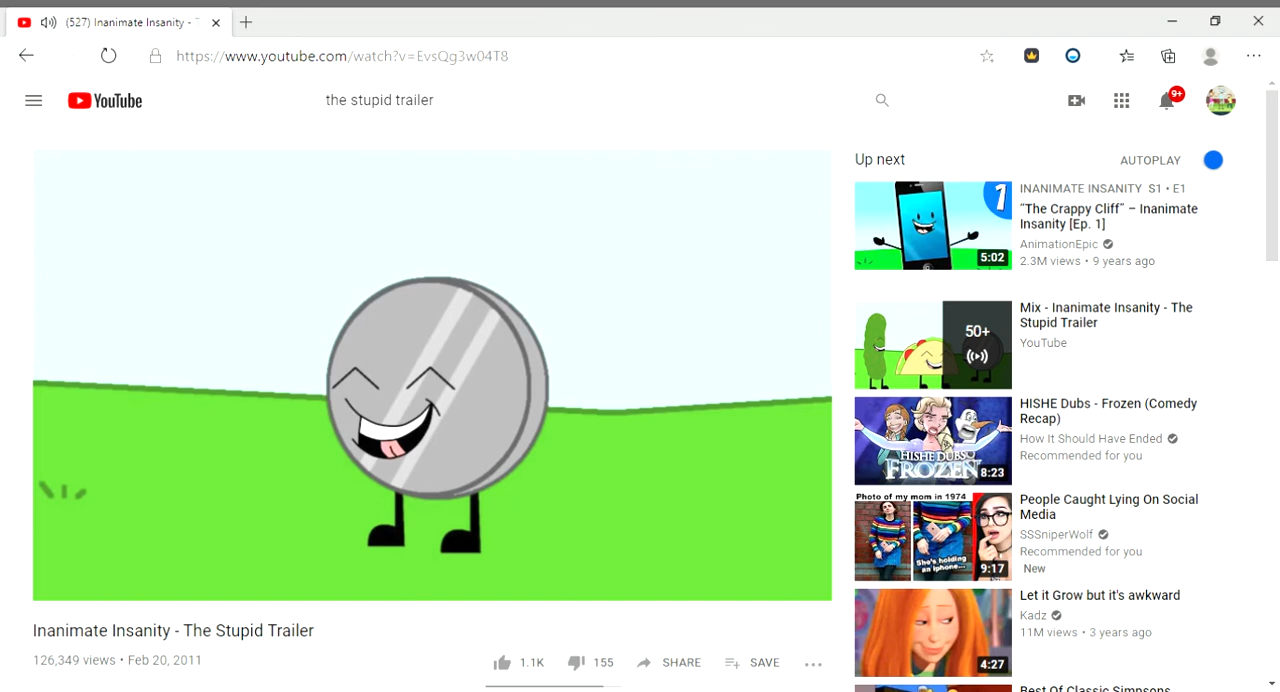 (527) Inanimate Insanity -
https://www.youtube.com/watch?v=EvsQg3w04T8
YouTube
the stupid trailer
9+
Up next
AUTOPLAY
1
5:02
INANIMATE INSANITY S1 • E1
“The Crappy Cliff” – Inanimate
Insanity [Ep. 1]
AnimationEpic
2.3M views • 9 years ago
50+
Mix - Inanimate Insanity - The
Stupid Trailer
YouTube
HISHE DUBS
FROZEN
8:23
HISHE Dubs - Frozen (Comedy
Recap)
How It Should Have Ended
Recommended for you
Photo of my mom in 1974
She's holding
an iphone...
9:17
People Caught Lying On Social
Media
SSSniperWolf
Recommended for you
New
4:27
Let it Grow but it's awkward
Kadz
11M views • 3 years ago
Best Of Classic Simpsons
Inanimate Insanity - The Stupid Trailer
126,349 views • Feb 20, 2011
1.1K
155
SHARE
SAVE